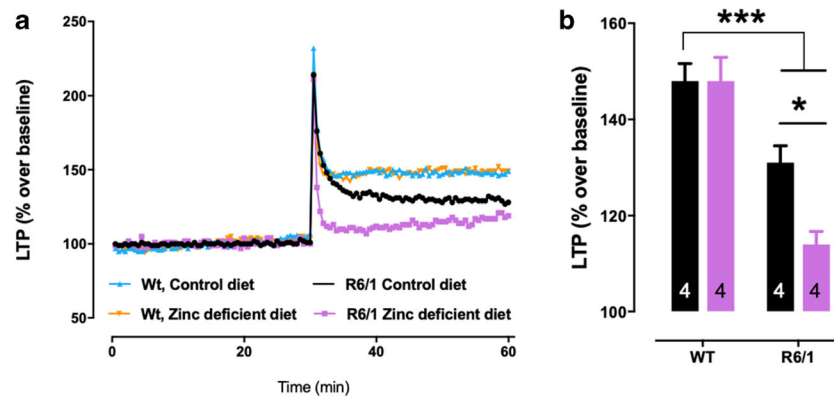 a
250
200
150
100
50
LTP (% over baseline)
Wt, Control diet
R6/1 Control diet
Wt, Zinc deficient diet
R6/1 Zinc deficient diet
0
20
40
60
Time (min)
b
160
140
120
100
LTP (% over baseline)
***
*
4
4
4
4
WT
R6/1